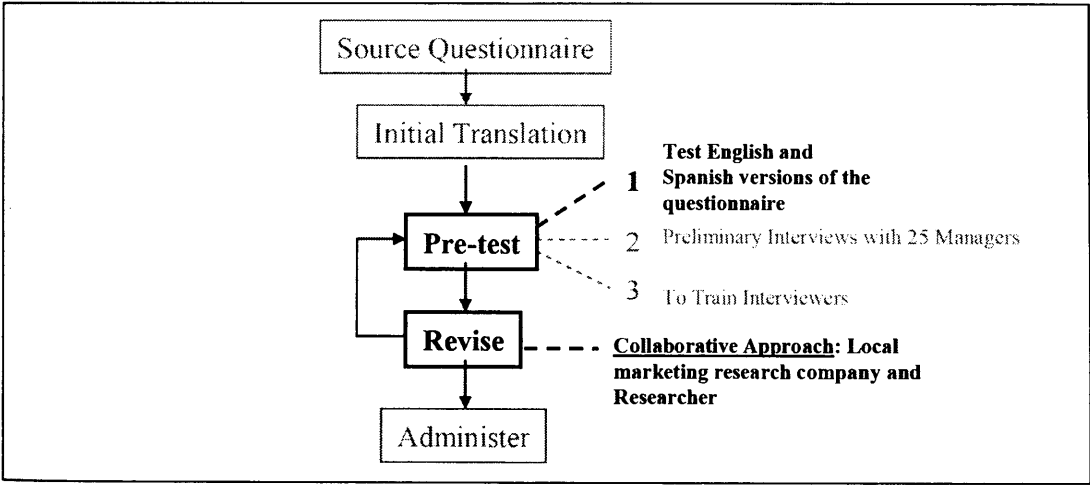 Source Questionnaire
Initial Translation
Pre-test
1
Test English and
Spanish versions of the
questionnaire
2 Preliminary Interviews with 25 Managers
3 To Train Interviewers
Revise
Collaborative Approach: Local
marketing research company and
Researcher
Administer